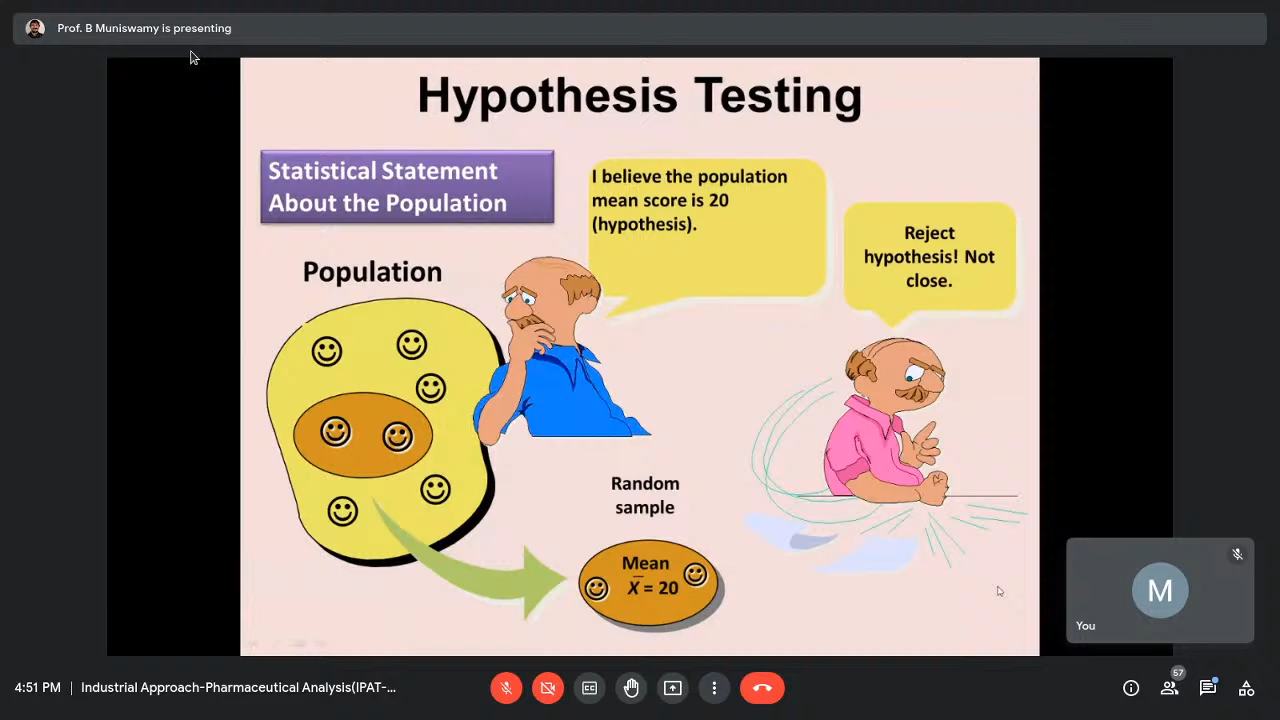 Prof. B Muniswamy is presenting
Hypothesis Testing
Statistical Statement
About the Population
I believe the population
mean score is 20
(hypothesis).
Reject
hypothesis! Not
close.
Population
Random
sample
Mean
X̅ = 20
M
You
4:51 PM | Industrial Approach-Pharmaceutical Analysis(IPAT-...
57